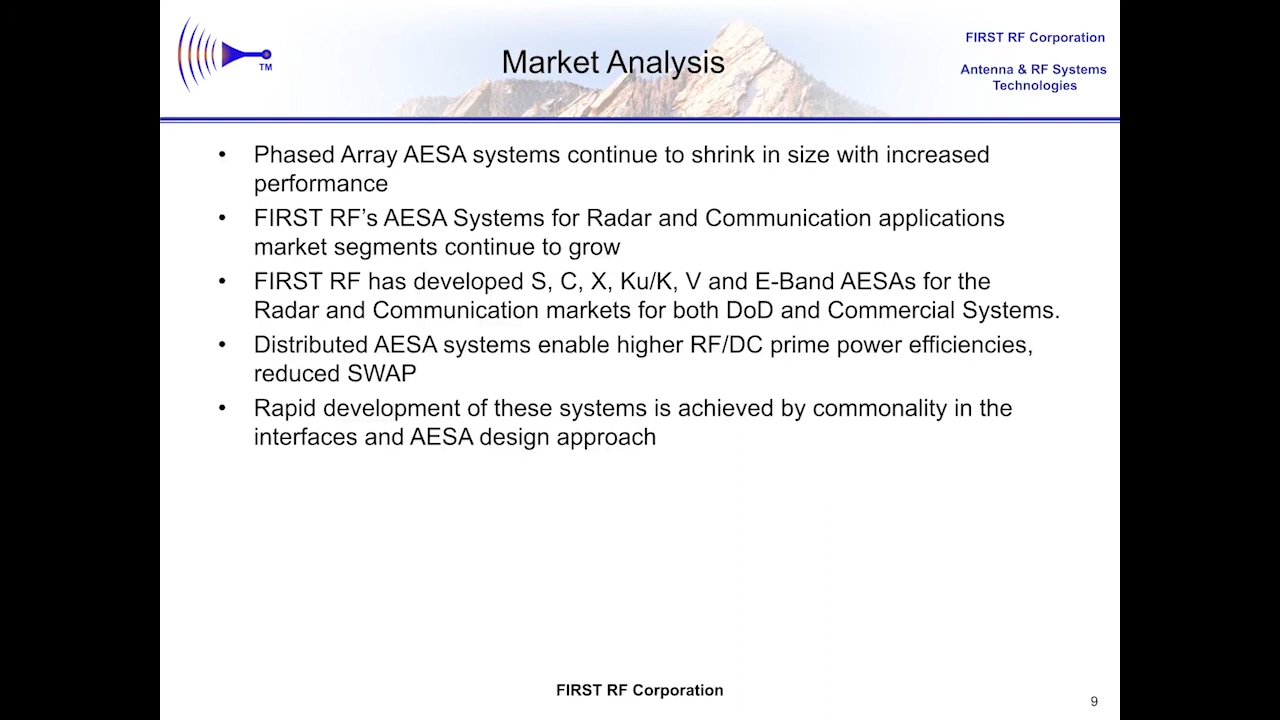 TM
Market Analysis
FIRST RF Corporation
Antenna & RF Systems
Technologies
• Phased Array AESA systems continue to shrink in size with increased
performance
• FIRST RF’s AESA Systems for Radar and Communication applications
market segments continue to grow
• FIRST RF has developed S, C, X, Ku/K, V and E-Band AESAs for the
Radar and Communication markets for both DoD and Commercial Systems.
• Distributed AESA systems enable higher RF/DC prime power efficiencies,
reduced SWAP
• Rapid development of these systems is achieved by commonality in the
interfaces and AESA design approach
FIRST RF Corporation
9